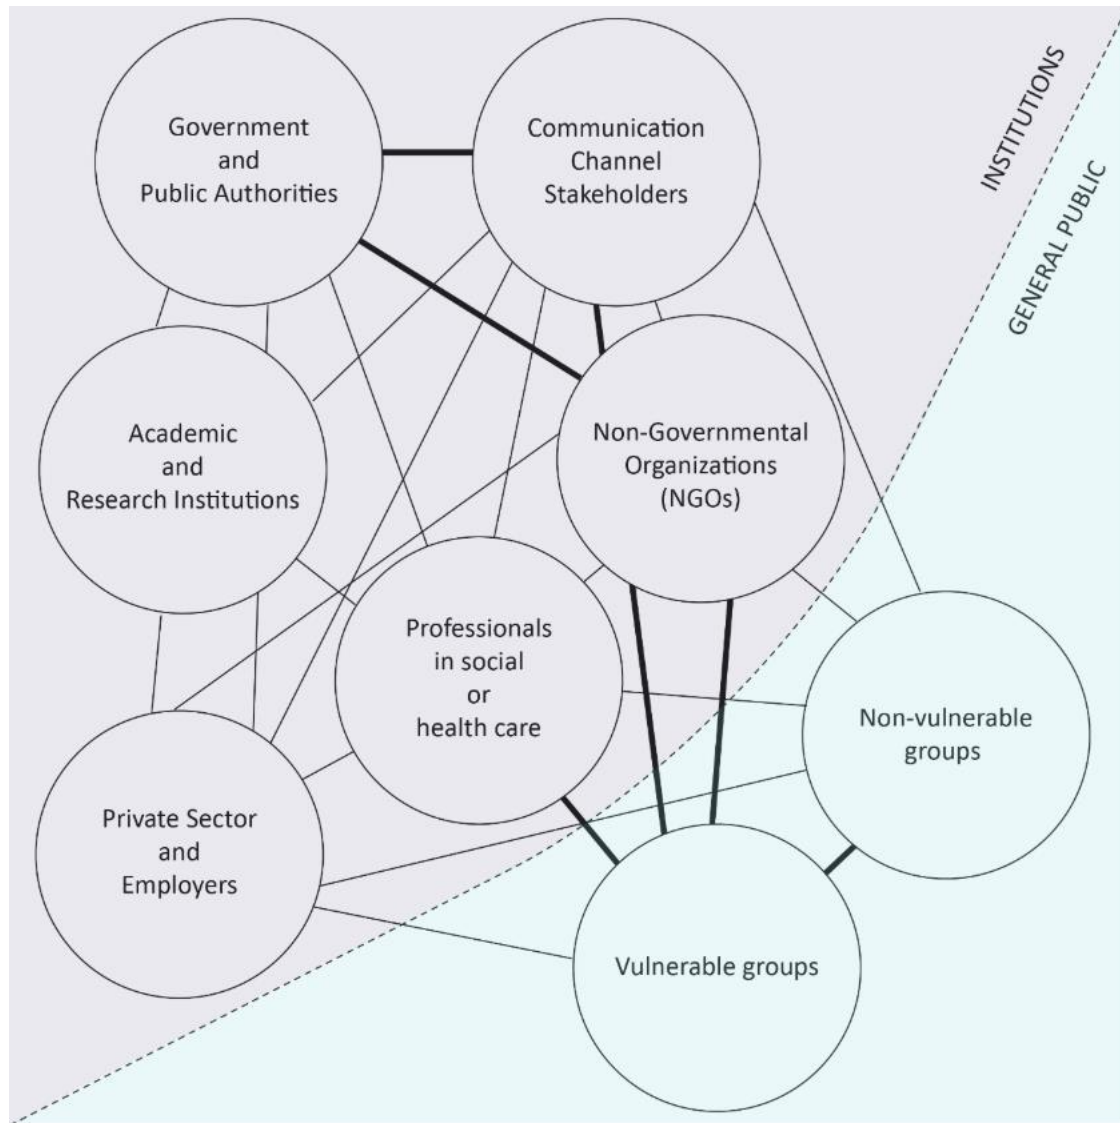 Government
and
Public Authorities
Communication
Channel
Stakeholders
INSTITUTIONS
GENERAL PUBLIC
Academic
and
Research Institutions
Non-Governmental
Organizations
(NGOs)
Professionals
in social
or
health care
Non-vulnerable
groups
Private Sector
and
Employers
Vulnerable groups